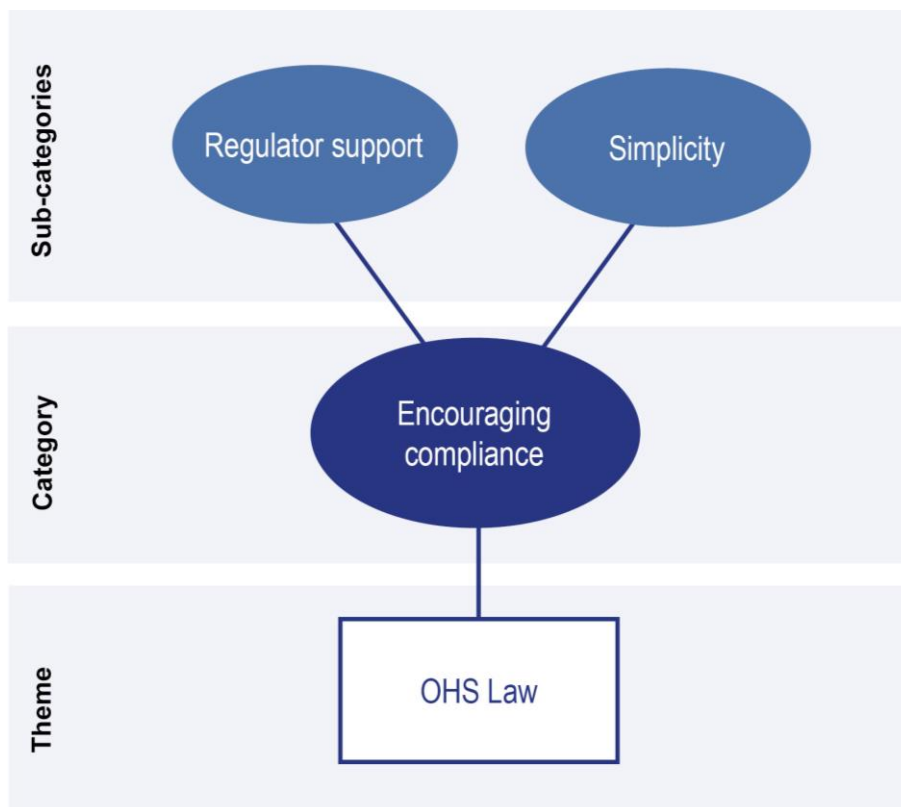 Sub-categories
Regulator support
Simplicity
Category
Encouraging
compliance
Theme
OHS Law